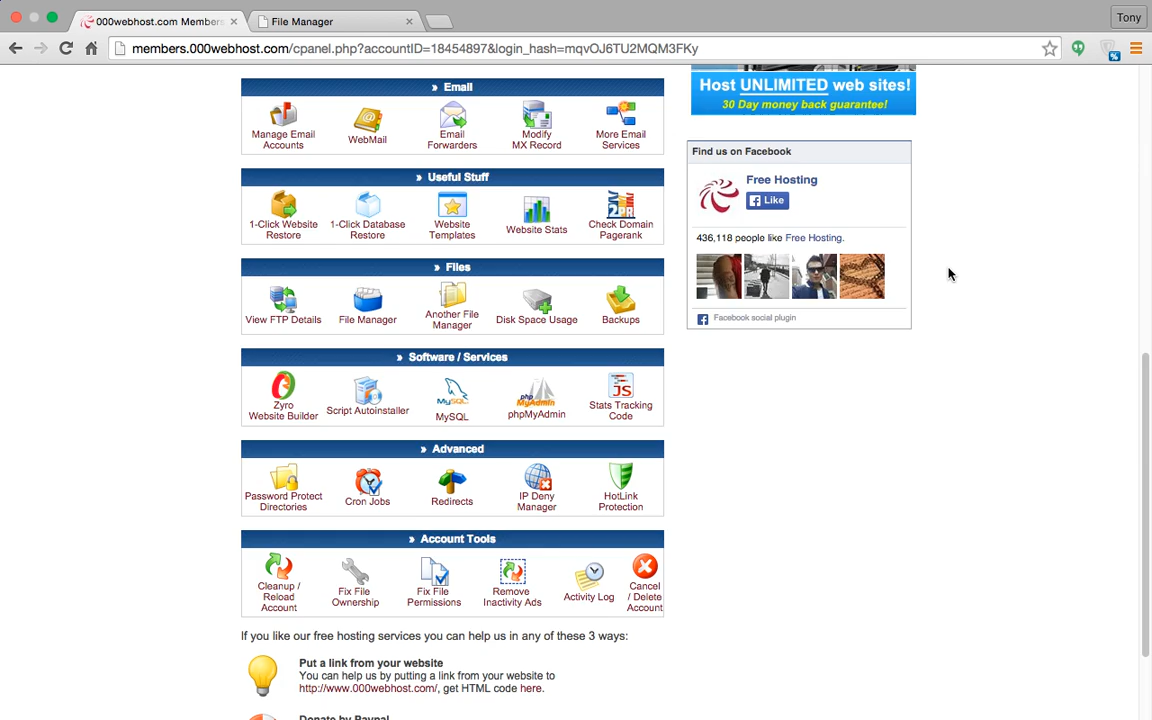 000webhost.com Members
File Manager
Tony
members.000webhost.com/cpanel.php?accountID=18454897&login_hash=mqvOJ6TU2MQM3FKy
%
» Email
Manage Email
Accounts
WebMail
Email
Forwarders
Modify
MX Record
More Email
Services
» Useful Stuff
1-Click Website
Restore
1-Click Database
Restore
Website
Templates
Website Stats
Check Domain
Pagerank
» Files
View FTP Details
File Manager
Another File
Manager
Disk Space Usage
Backups
» Software / Services
Zyro
Website Builder
Script Autoinstaller
MySQL
MySQL
php
MyAdmin
phpMyAdmin
JS
Stats Tracking
Code
» Advanced
Password Protect
Directories
Cron Jobs
Redirects
IP Deny
Manager
HotLink
Protection
» Account Tools
Cleanup /
Reload
Account
Fix File
Ownership
Fix File
Permissions
Remove
Inactivity Ads
Activity Log
Cancel
/ Delete
Account
If you like our free hosting services you can help us in any of these 3 ways:
Put a link from your website
You can help us by putting a link from your website to
http://www.000webhost.com/, get HTML code here.
Donate by Paypal
Host UNLIMITED web sites!
30 Day money back guarantee!
Find us on Facebook
Free Hosting
Like
436,118 people like Free Hosting.
Facebook social plugin